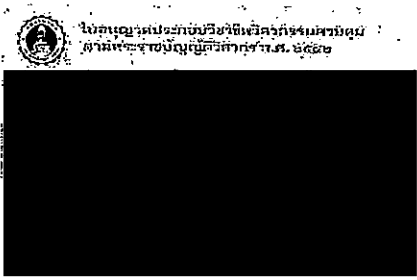 ใบอนุญาตประกอบวิชาชีพวิศวกรรมควบคุม
ตามพระราชบัญญัติวิศวกร พ.ศ. ๒๕๔๒